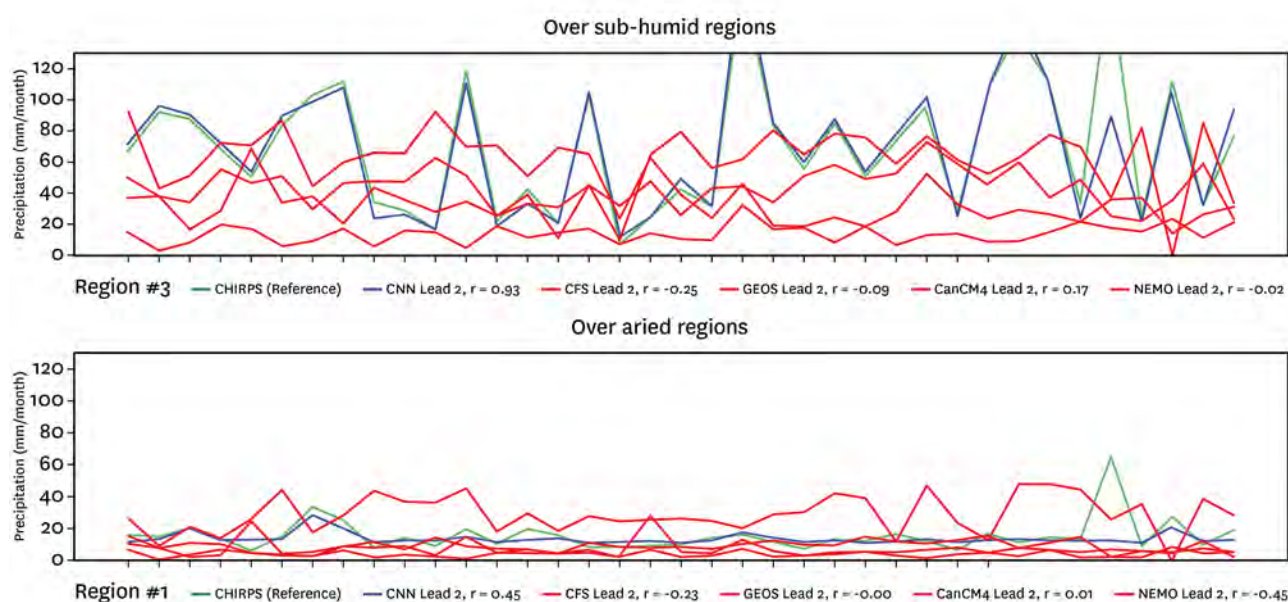 Over sub-humid regions
Precipitation (mm/month)
120
100
80
60
40
20
0
Region #3 CHIRPS (Reference) CNN Lead 2, r = 0.93 CFS Lead 2, r = -0.25 GEOS Lead 2, r = -0.09 CanCM4 Lead 2, r = 0.17 NEMO Lead 2, r = -0.02
Over aried regions
Precipitation (mm/month)
120
100
80
60
40
20
0
Region #1 CHIRPS (Reference) CNN Lead 2, r = 0.45 CFS Lead 2, r = -0.23 GEOS Lead 2, r = -0.00 CanCM4 Lead 2, r = 0.01 NEMO Lead 2, r = -0.43